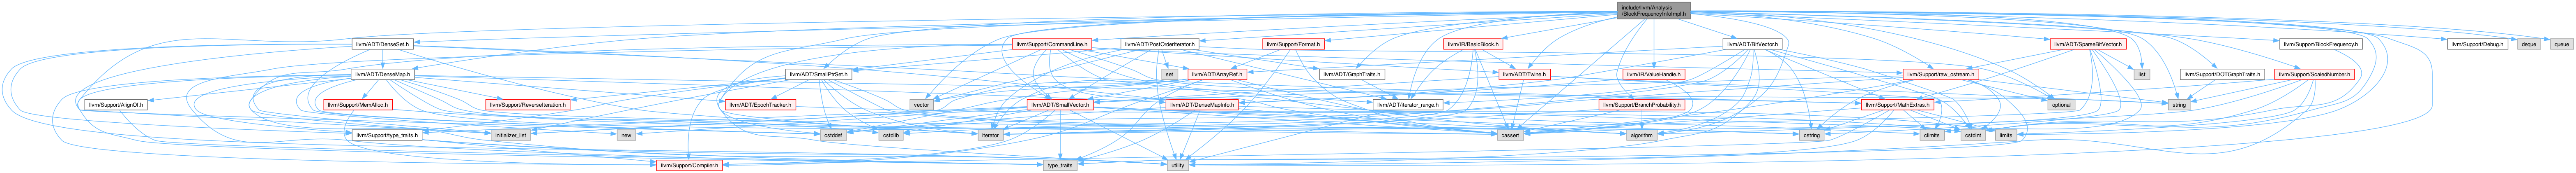 include/llvm/Analysis
/BlockFrequencyInfoImpl.h
llvm/ADT/DenseSet.h
llvm/Support/CommandLine.h
llvm/ADT/PostOrderIterator.h
llvm/Support/Format.h
llvm/IR/BasicBlock.h
llvm/ADT/BitVector.h
llvm/ADT/SparseBitVector.h
llvm/Support/BlockFrequency.h
llvm/Support/Debug.h
deque
queue
llvm/ADT/DenseMap.h
llvm/ADT/SmallPtrSet.h
set
llvm/ADT/ArrayRef.h
llvm/ADT/GraphTraits.h
llvm/ADT/Twine.h
llvm/IR/ValueHandle.h
llvm/Support/raw_ostream.h
list
llvm/Support/DOTGraphTraits.h
llvm/Support/ScaledNumber.h
llvm/Support/AlignOf.h
llvm/Support/MemAlloc.h
llvm/Support/ReverseIteration.h
llvm/ADT/EpochTracker.h
vector
llvm/ADT/SmallVector.h
llvm/ADT/DenseMapInfo.h
llvm/ADT/iterator_range.h
llvm/Support/BranchProbability.h
llvm/Support/MathExtras.h
optional
string
llvm/Support/type_traits.h
initializer_list
new
cstddef
cstdlib
iterator
cassert
algorithm
cstring
climits
cstdint
limits
llvm/Support/Compiler.h
type_traits
utility